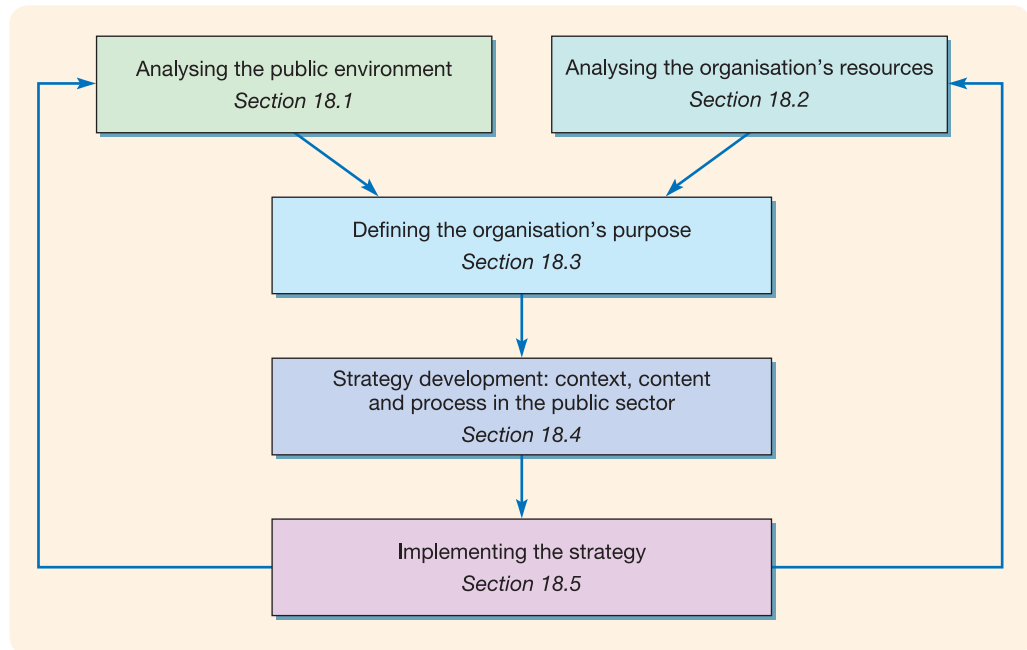 Analysing the public environment
Section 18.1
Analysing the organisation’s resources
Section 18.2
Defining the organisation’s purpose
Section 18.3
Strategy development: context, content
and process in the public sector
Section 18.4
Implementing the strategy
Section 18.5